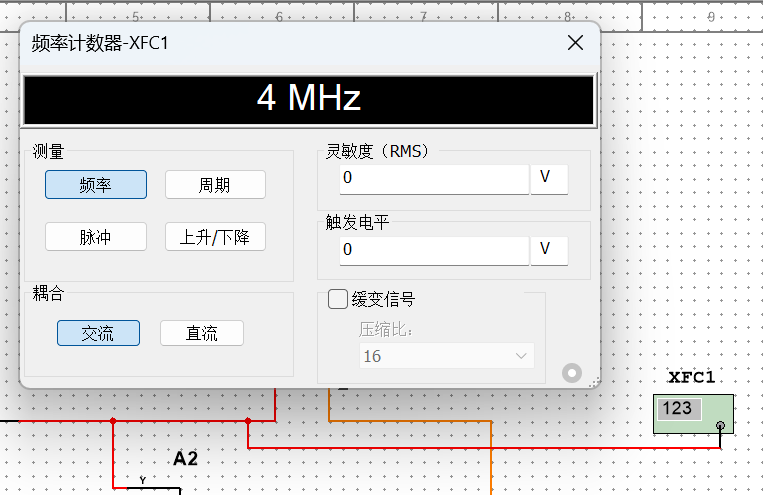 5 6 7 8 9
频率计数器-XFC1
4 MHz
测量
频率 周期
脉冲 上升/下降
耦合
交流 直流
灵敏度（RMS）
0 V
触发电平
0 V
缓变信号
压缩比：
16
XFC1
123
A2
Y